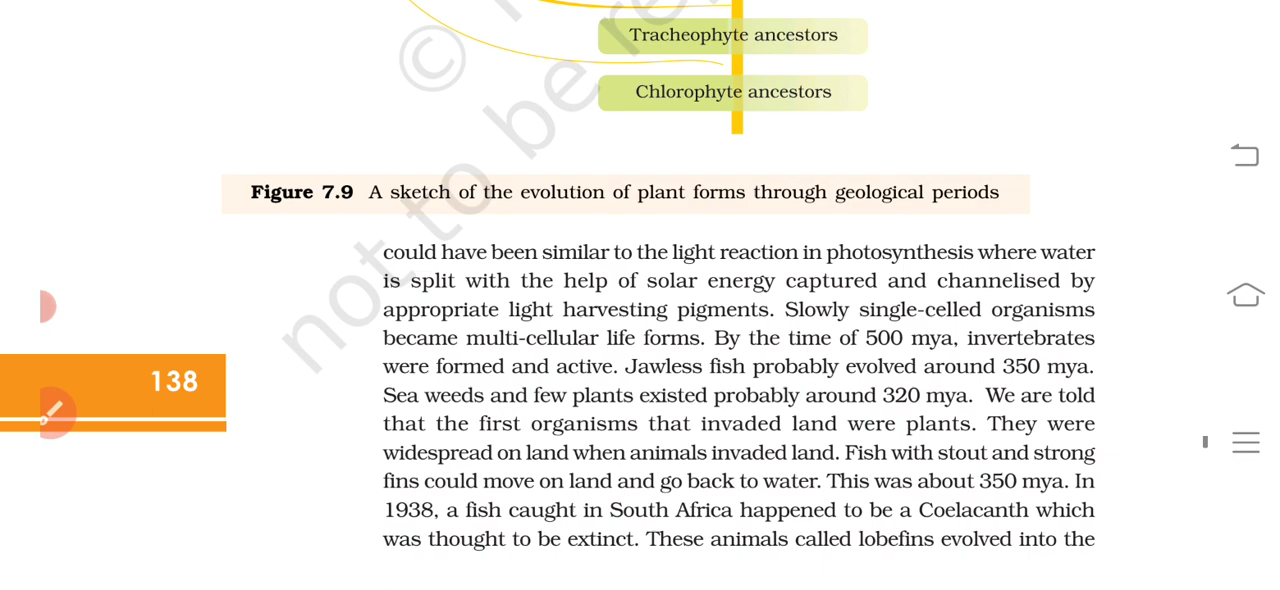 Tracheophyte ancestors
Chlorophyte ancestors
Figure 7.9 A sketch of the evolution of plant forms through geological periods
could have been similar to the light reaction in photosynthesis where water
is split with the help of solar energy captured and channelised by
appropriate light harvesting pigments. Slowly single-celled organisms
became multi-cellular life forms. By the time of 500 mya, invertebrates
were formed and active. Jawless fish probably evolved around 350 mya.
Sea weeds and few plants existed probably around 320 mya. We are told
that the first organisms that invaded land were plants. They were
widespread on land when animals invaded land. Fish with stout and strong
fins could move on land and go back to water. This was about 350 mya. In
1938, a fish caught in South Africa happened to be a Coelacanth which
was thought to be extinct. These animals called lobefins evolved into the
138
©
not to be re